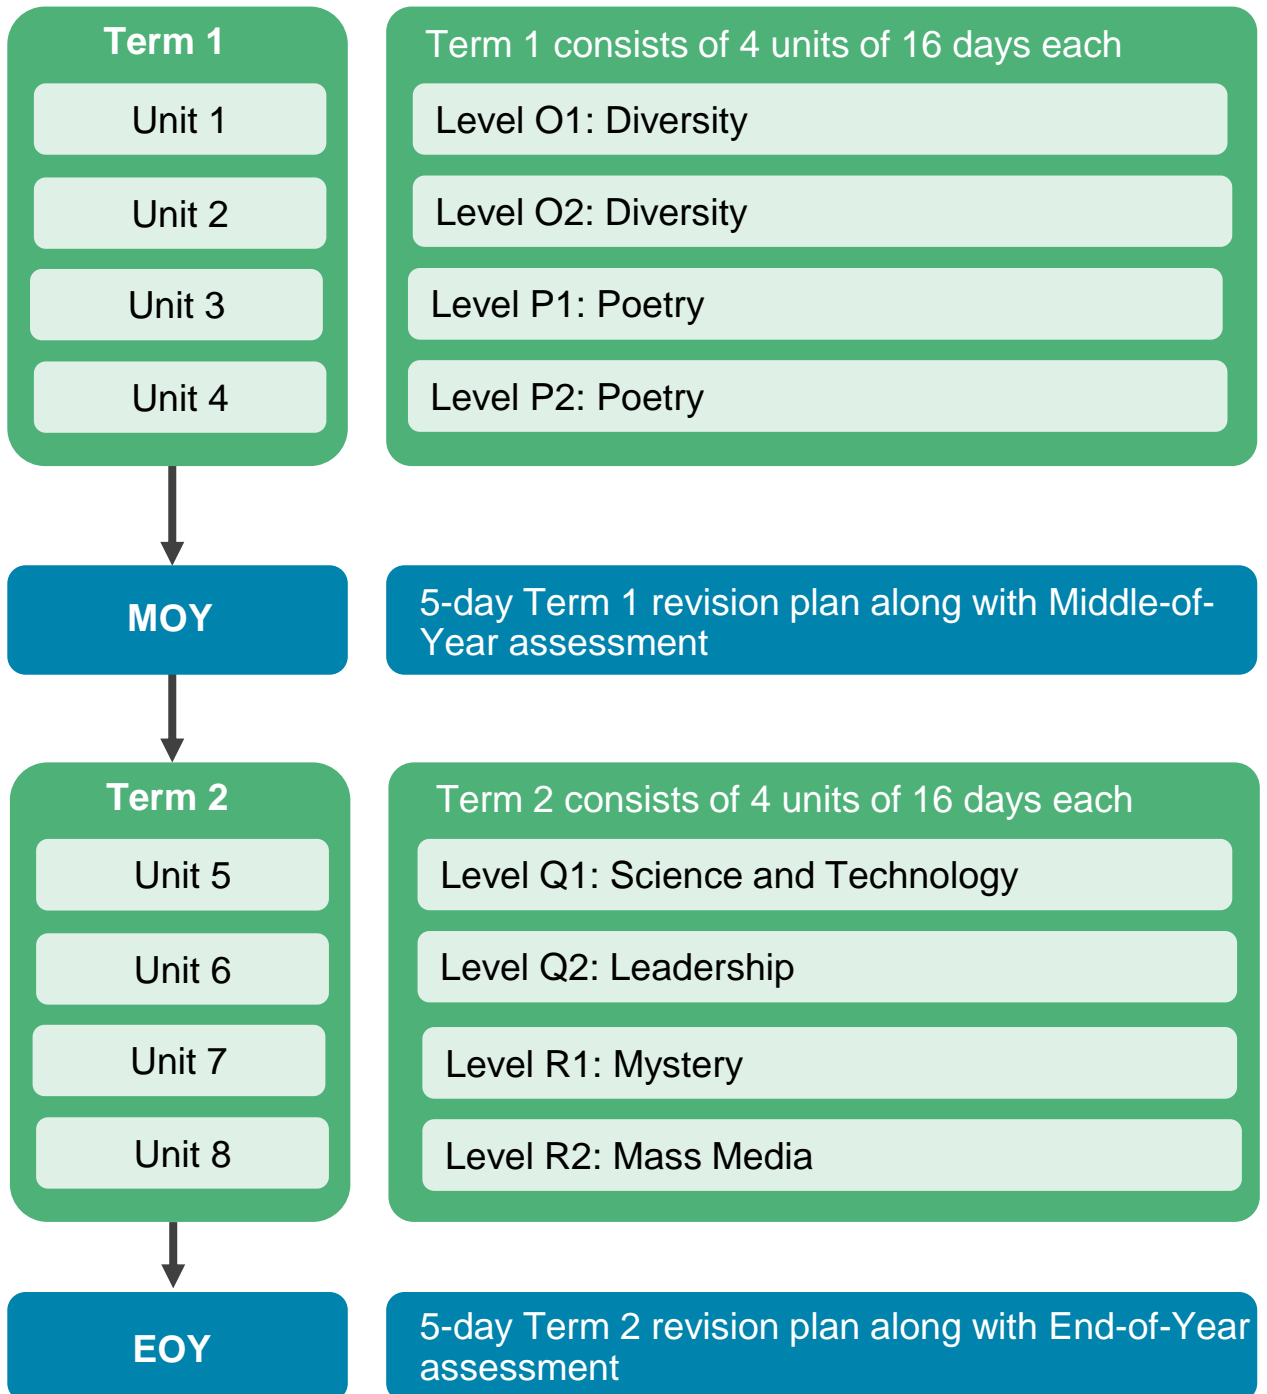 Term 1
Term 1 consists of 4 units of 16 days each
Unit 1
Level O1: Diversity
Unit 2
Level O2: Diversity
Unit 3
Level P1: Poetry
Unit 4
Level P2: Poetry
MOY
5-day Term 1 revision plan along with Middle-of-
Year assessment
Term 2
Term 2 consists of 4 units of 16 days each
Unit 5
Level Q1: Science and Technology
Unit 6
Level Q2: Leadership
Unit 7
Level R1: Mystery
Unit 8
Level R2: Mass Media
EOY
5-day Term 2 revision plan along with End-of-Year
assessment